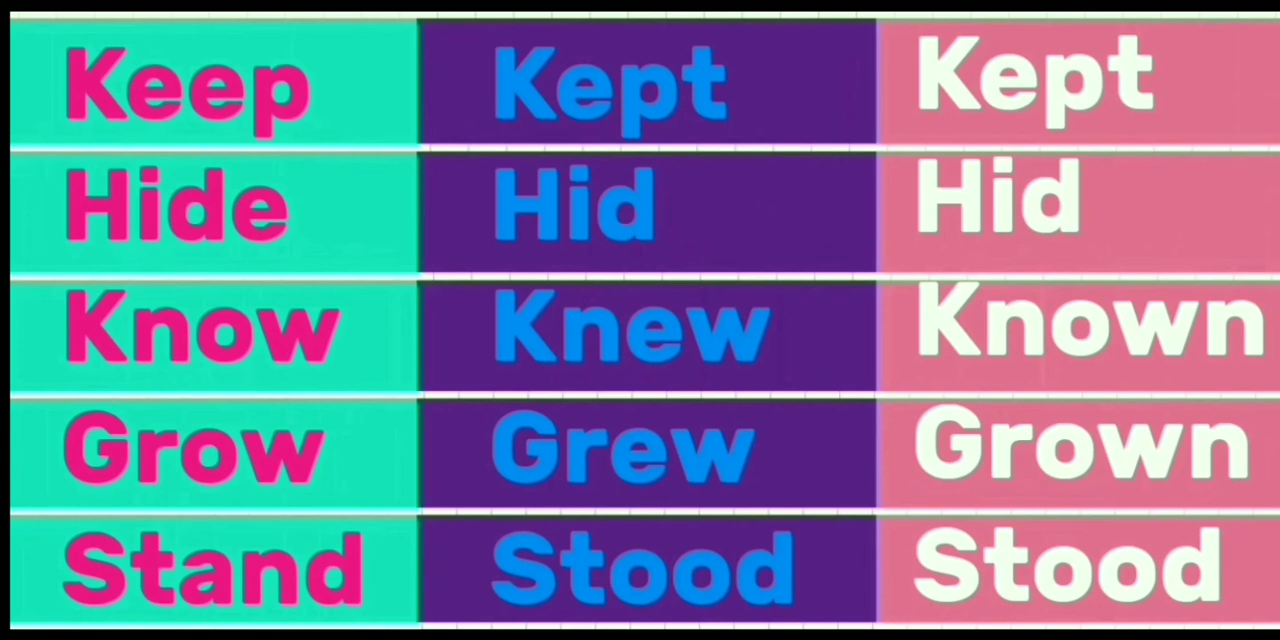 Keep Kept Kept
Hide Hid Hid
Know Knew Known
Grow Grew Grown
Stand Stood Stood